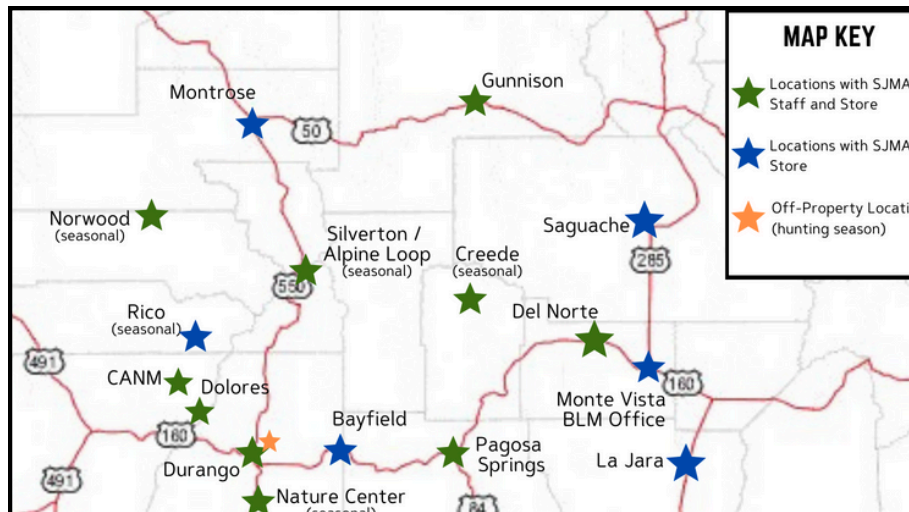 MAP KEY
Locations with SJMA
Staff and Store
Locations with SJMA
Store
Off-Property Locati
(hunting season)
Gunnison
Montrose
50
Norwood
(seasonal)
Silverton /
Alpine Loop
(seasonal)
Creede
(seasonal)
Saguache
285
550
Rico
(seasonal)
Del Norte
491
CANM
Dolores
160
Monte Vista
BLM Office
Bayfield
160
Durango
Pagosa
Springs
La Jara
491
Nature Center
(seasonal)
84